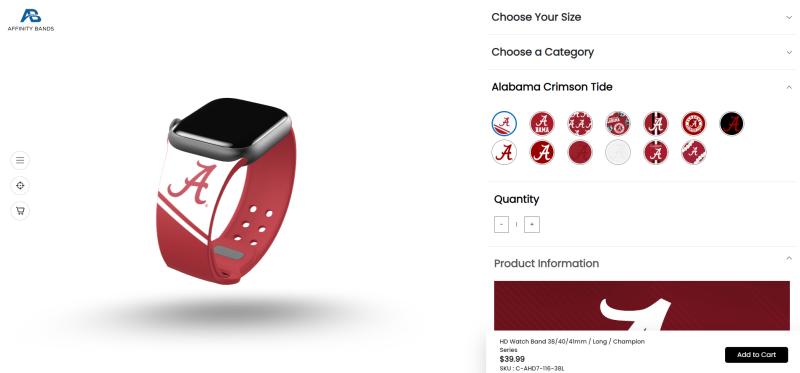 AB
AFFINITY BANDS
Choose Your Size
Choose a Category
Alabama Crimson Tide
A
BAMA
Quantity
- 1 +
Product Information
HD Watch Band 38/40/41mm / Long / Champion
Series
$39.99
SKU : C-AHD7-116-38L
Add to Cart